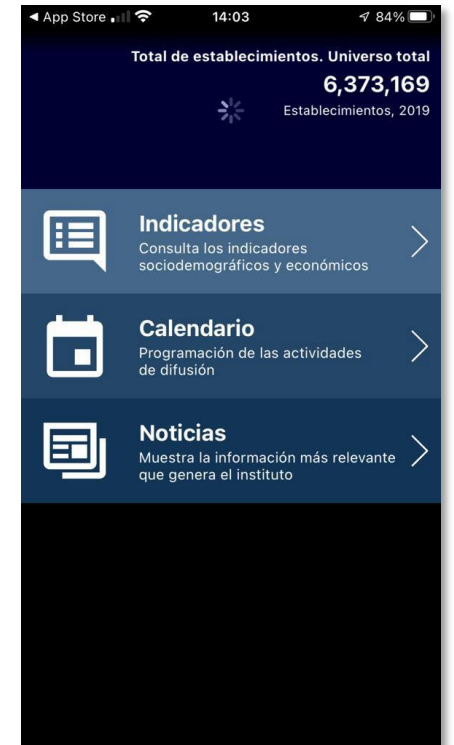 ◀ App Store 14:03 84%
Total de establecimientos. Universo total
6,373,169
Establecimientos, 2019
Indicadores
Consulta los indicadores
sociodemográficos y económicos
Calendario
Programación de las actividades
de difusión
Noticias
Muestra la información más relevante
que genera el instituto